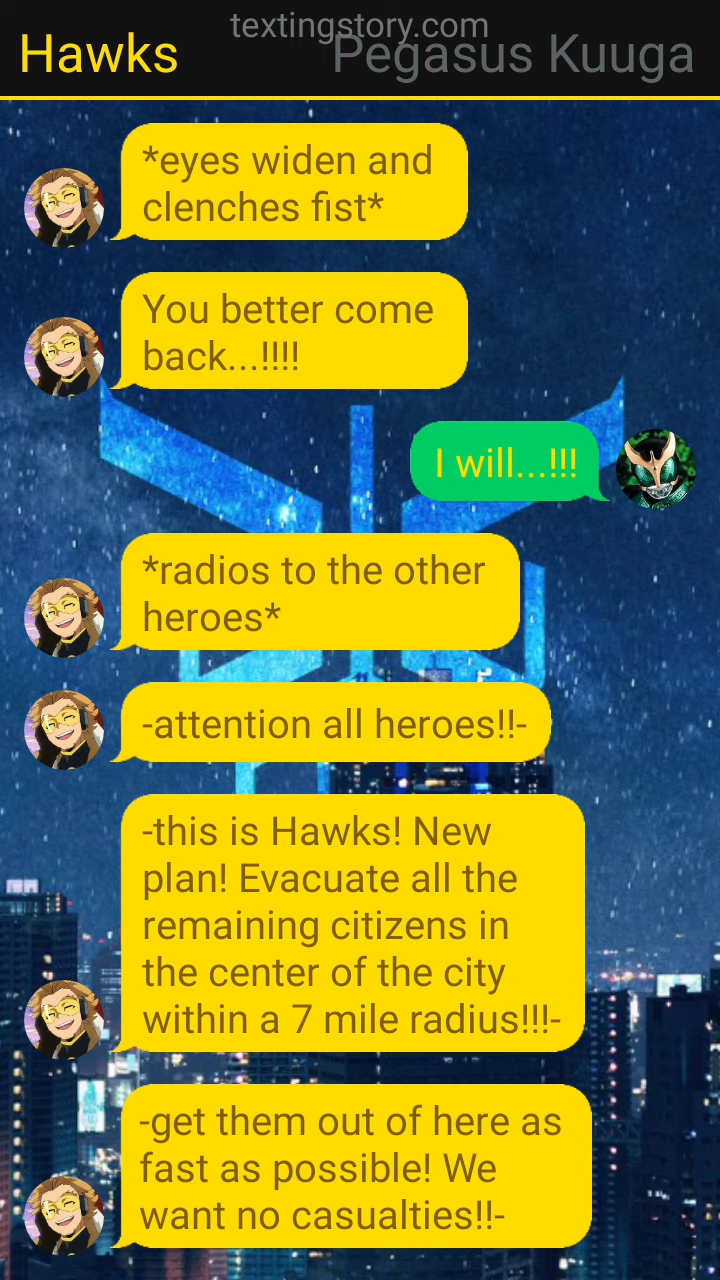 textingstory.com
Hawks
Pegasus Kuuga
*eyes widen and
clenches fist*
You better come
back...!!!!
I will...!!!
*radios to the other
heroes*
-attention all heroes!!-
-this is Hawks! New
plan! Evacuate all the
remaining citizens in
the center of the city
within a 7 mile radius!!!-
-get them out of here as
fast as possible! We
want no casualties!!-